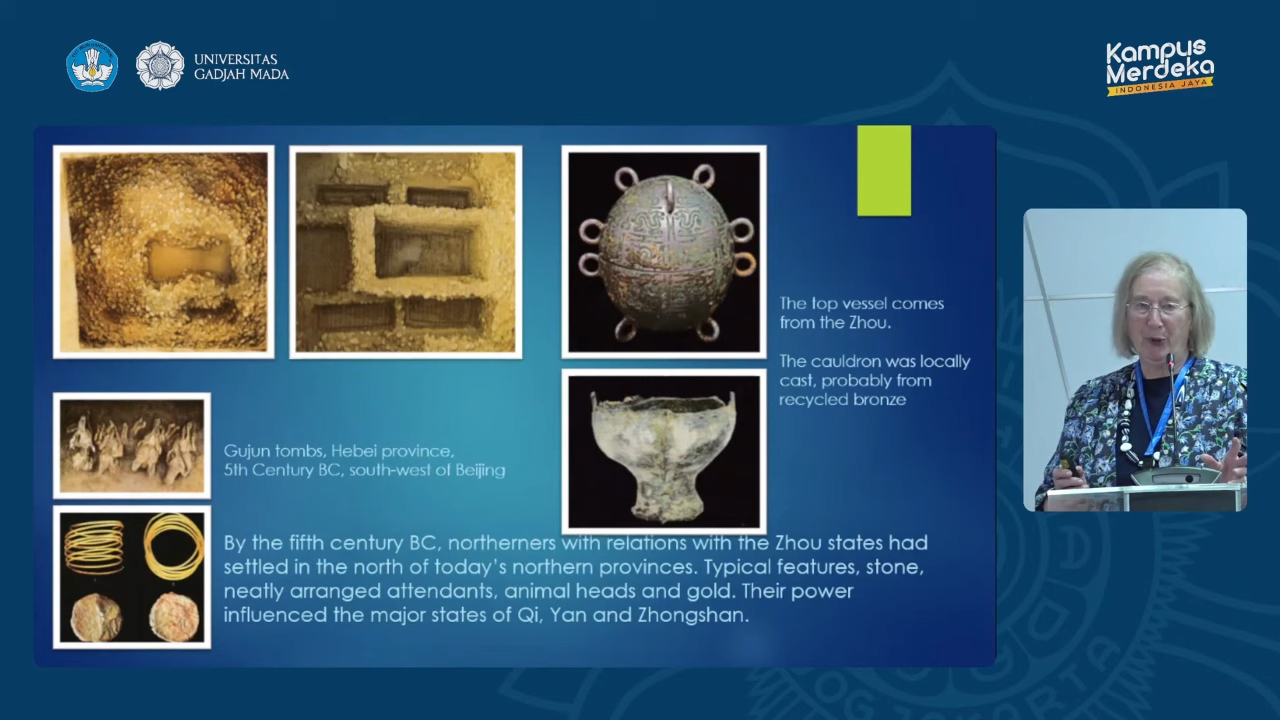 UNIVERSITAS
GADJAH MADA
Kampus
Merdeka
INDONESIA JAYA
The top vessel comes
from the Zhou.
The cauldron was locally
cast, probably from
recycled bronze
Gujun tombs, Hebei province,
5th Century BC, south-west of Beijing
By the fifth century BC, northerners with relations with the Zhou states had
settled in the north of today's northern provinces. Typical features, stone,
neatly arranged attendants, animal heads and gold. Their power
influenced the major states of Qi, Yan and Zhongshan.